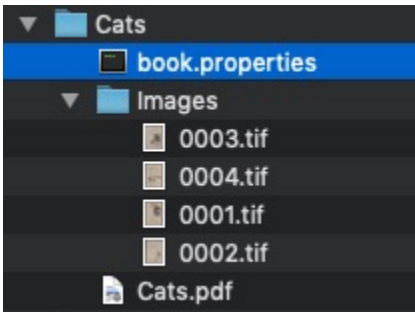 Cats
book.properties
Images
0003.tif
0004.tif
0001.tif
0002.tif
Cats.pdf